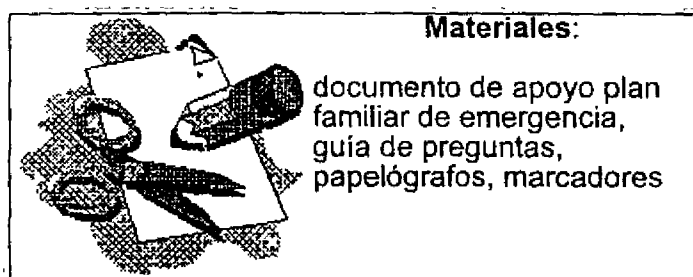 Materiales:
documento de apoyo plan
familiar de emergencia,
guía de preguntas,
papelógrafos, marcadores